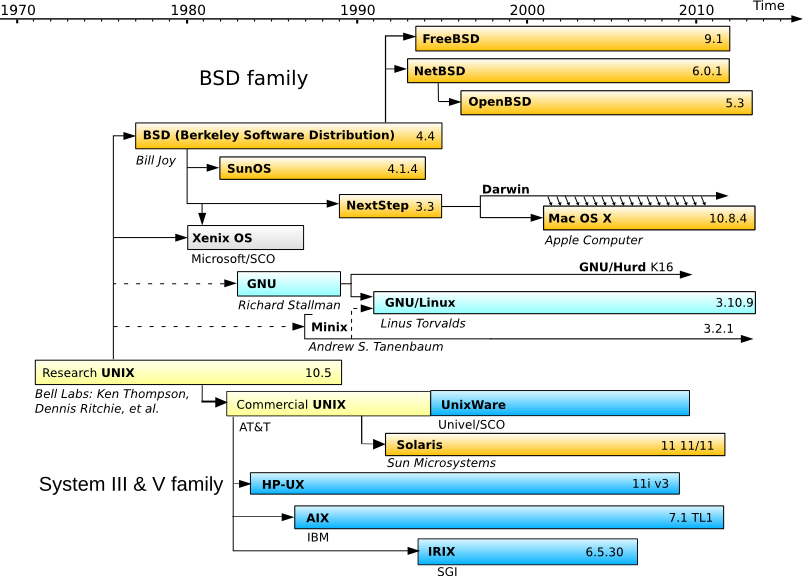 1970 1980 1990 2000 2010 Time
FreeBSD 9.1
BSD family
NetBSD 6.0.1
OpenBSD 5.3
BSD (Berkeley Software Distribution) 4.4
Bill Joy
SunOS 4.1.4
Darwin
NextStep 3.3
Mac OS X 10.8.4
Apple Computer
Xenix OS
Microsoft/SCO
GNU/Hurd K16
GNU
Richard Stallman
GNU/Linux 3.10.9
Linus Torvalds
Minix 3.2.1
Andrew S. Tanenbaum
Research UNIX 10.5
Bell Labs: Ken Thompson,
Dennis Ritchie, et al.
Commercial UNIX
AT&T
UnixWare
Univel/SCO
Solaris 11 11/11
Sun Microsystems
System III & V family
HP-UX 11i v3
AIX 7.1 TL1
IBM
IRIX 6.5.30
SGI